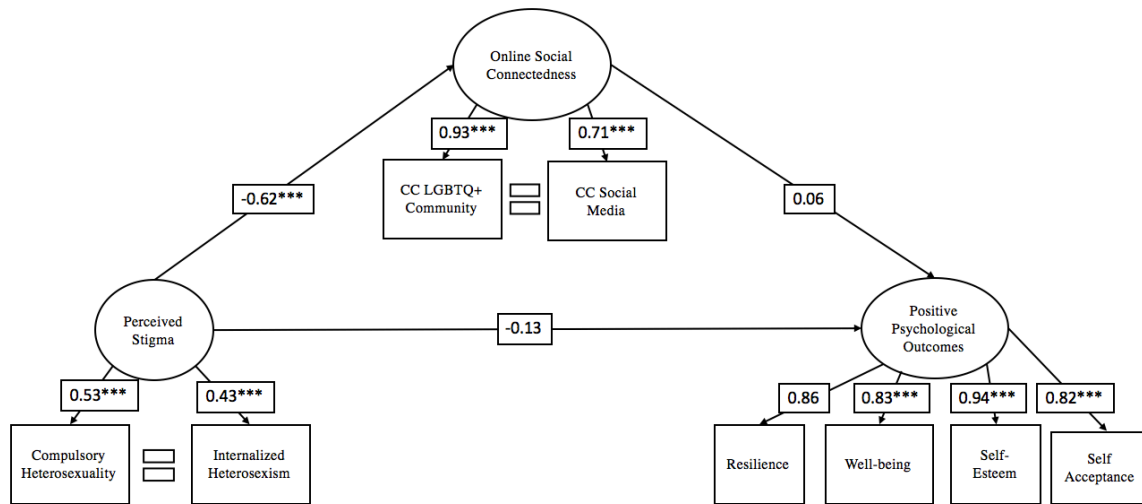 Online Social
Connectedness
0.93***
0.71***
CC LGBTQ+
Community
CC Social
Media
-0.62***
0.06
Perceived
Stigma
-0.13
Positive
Psychological
Outcomes
0.53***
0.43***
0.86
0.83***
0.94***
0.82***
Compulsory
Heterosexuality
Internalized
Heterosexism
Resilience
Well-being
Self-
Esteem
Self
Acceptance